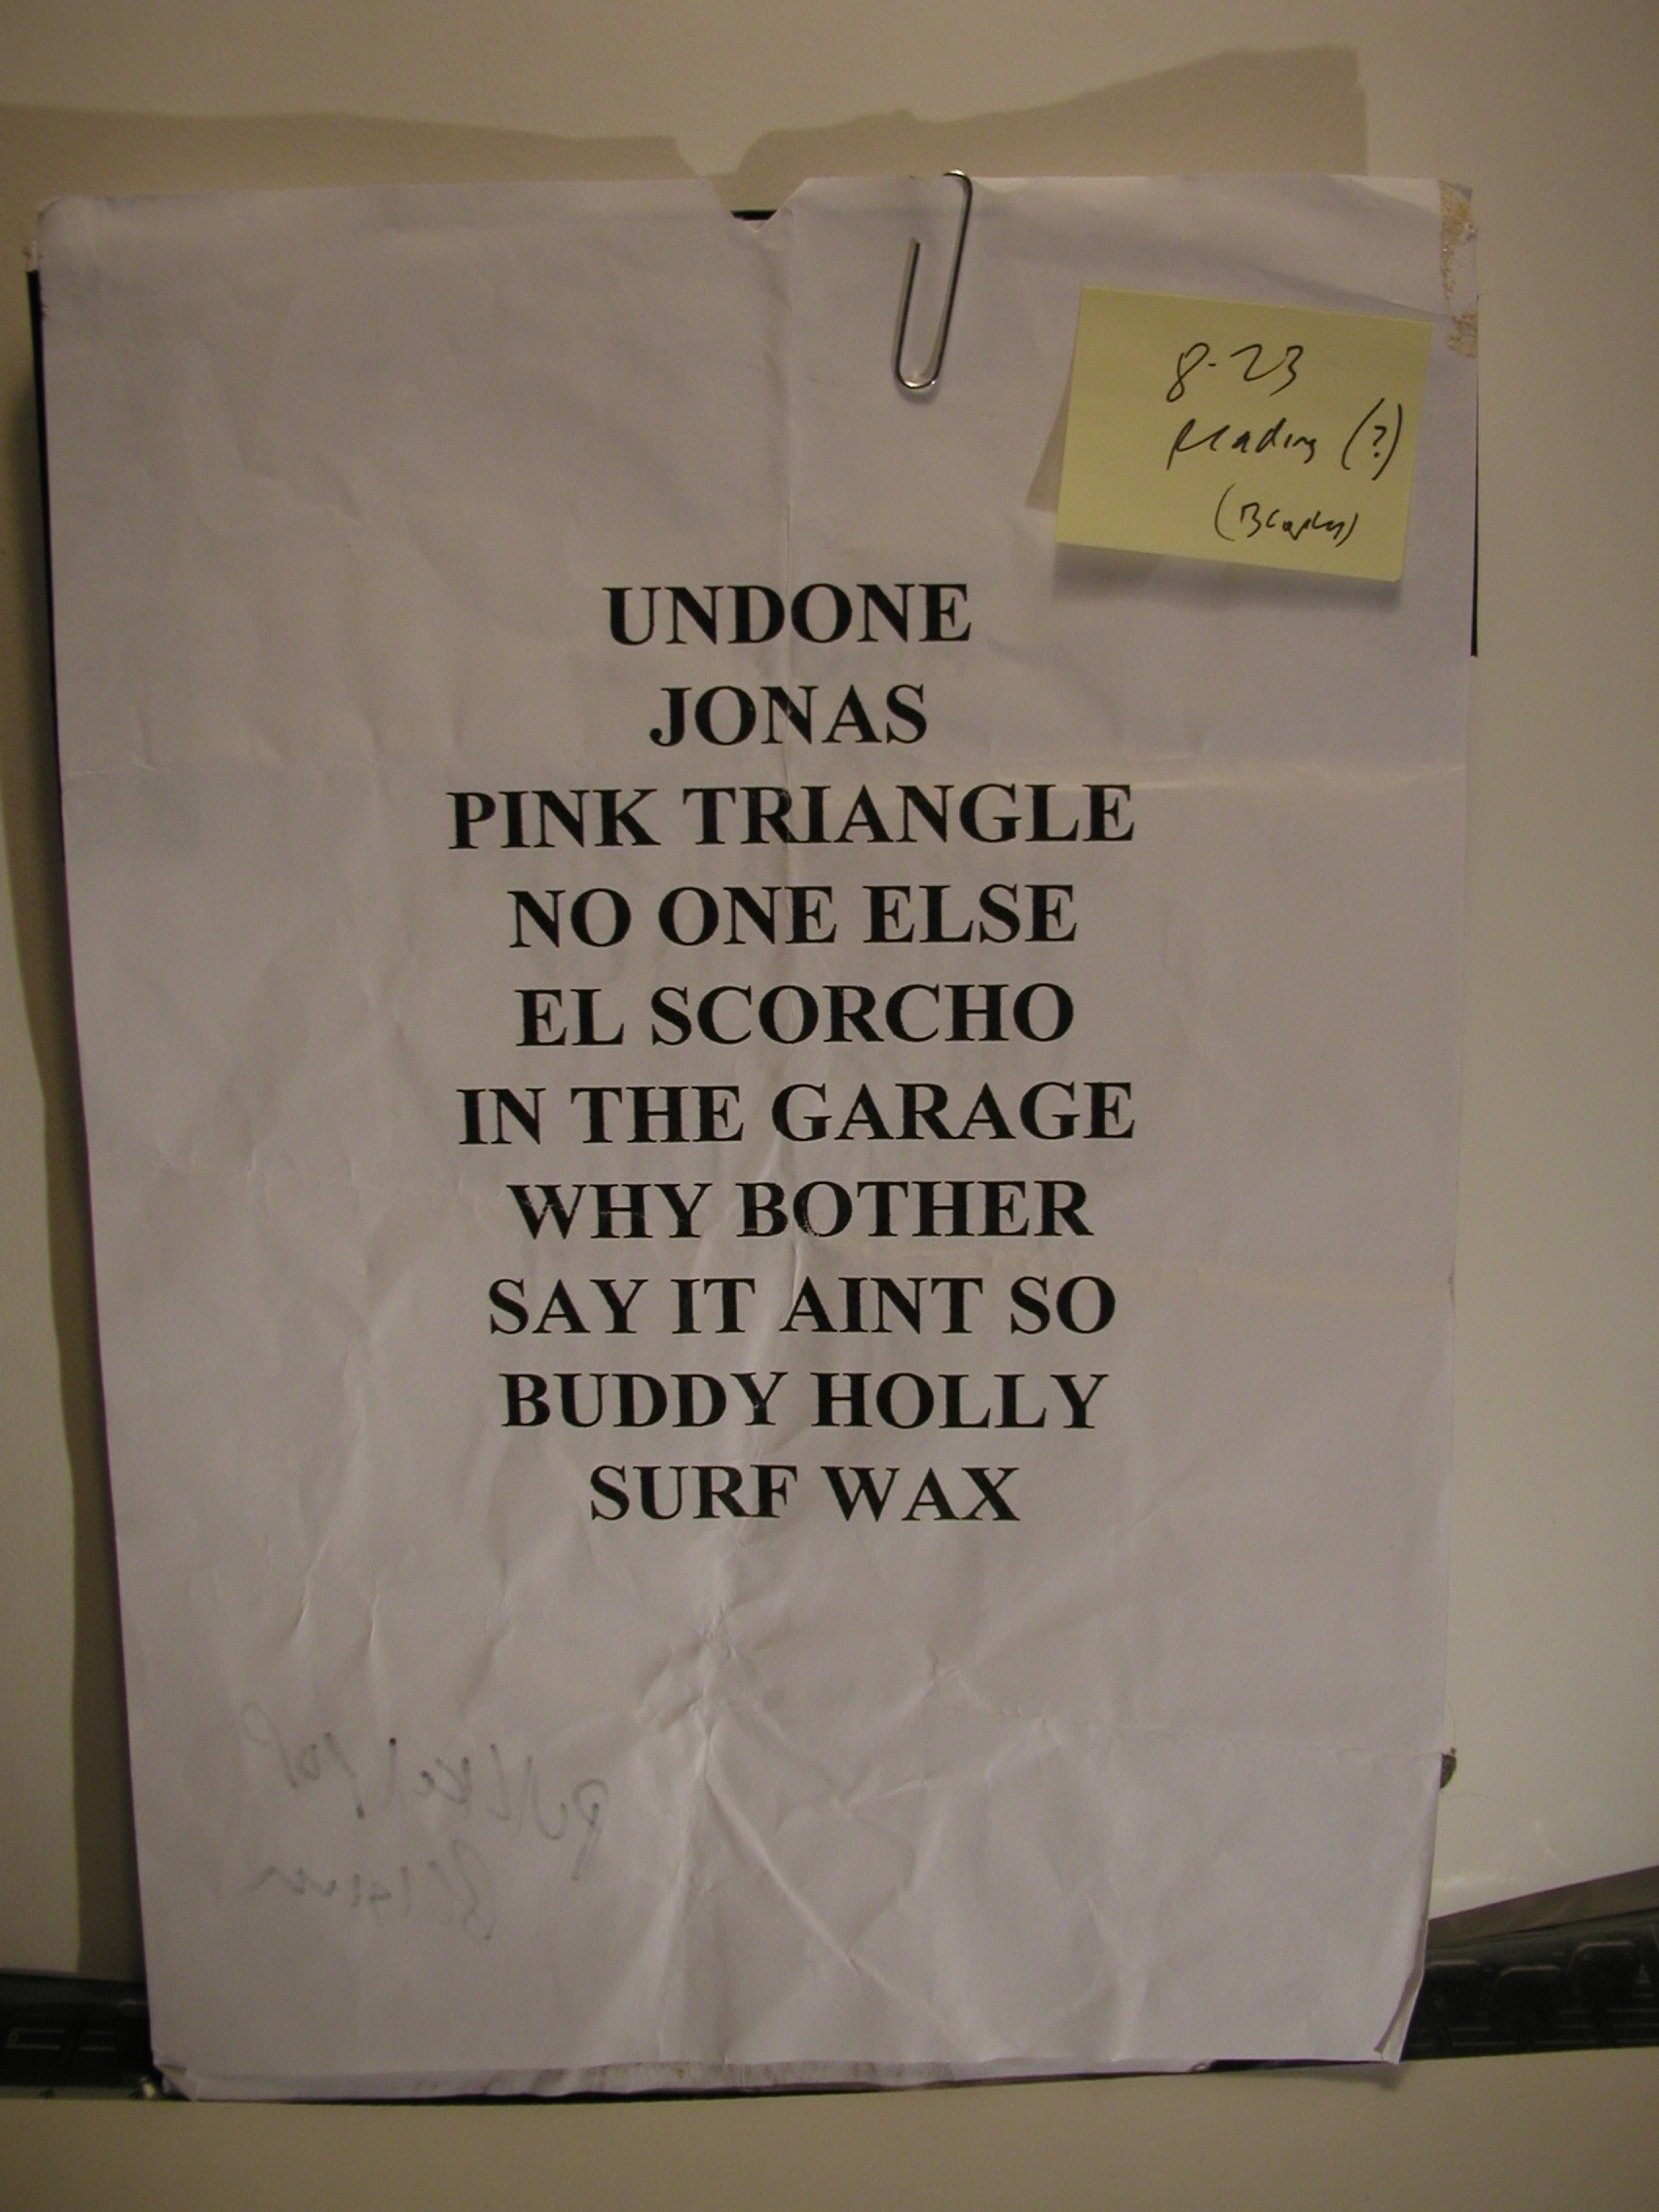 8-23
Reading (?)
UNDONE
JONAS
PINK TRIANGLE
NO ONE ELSE
EL SCORCHO
IN THE GARAGE
WHY BOTHER
SAY IT AINT SO
BUDDY HOLLY
SURF WAX